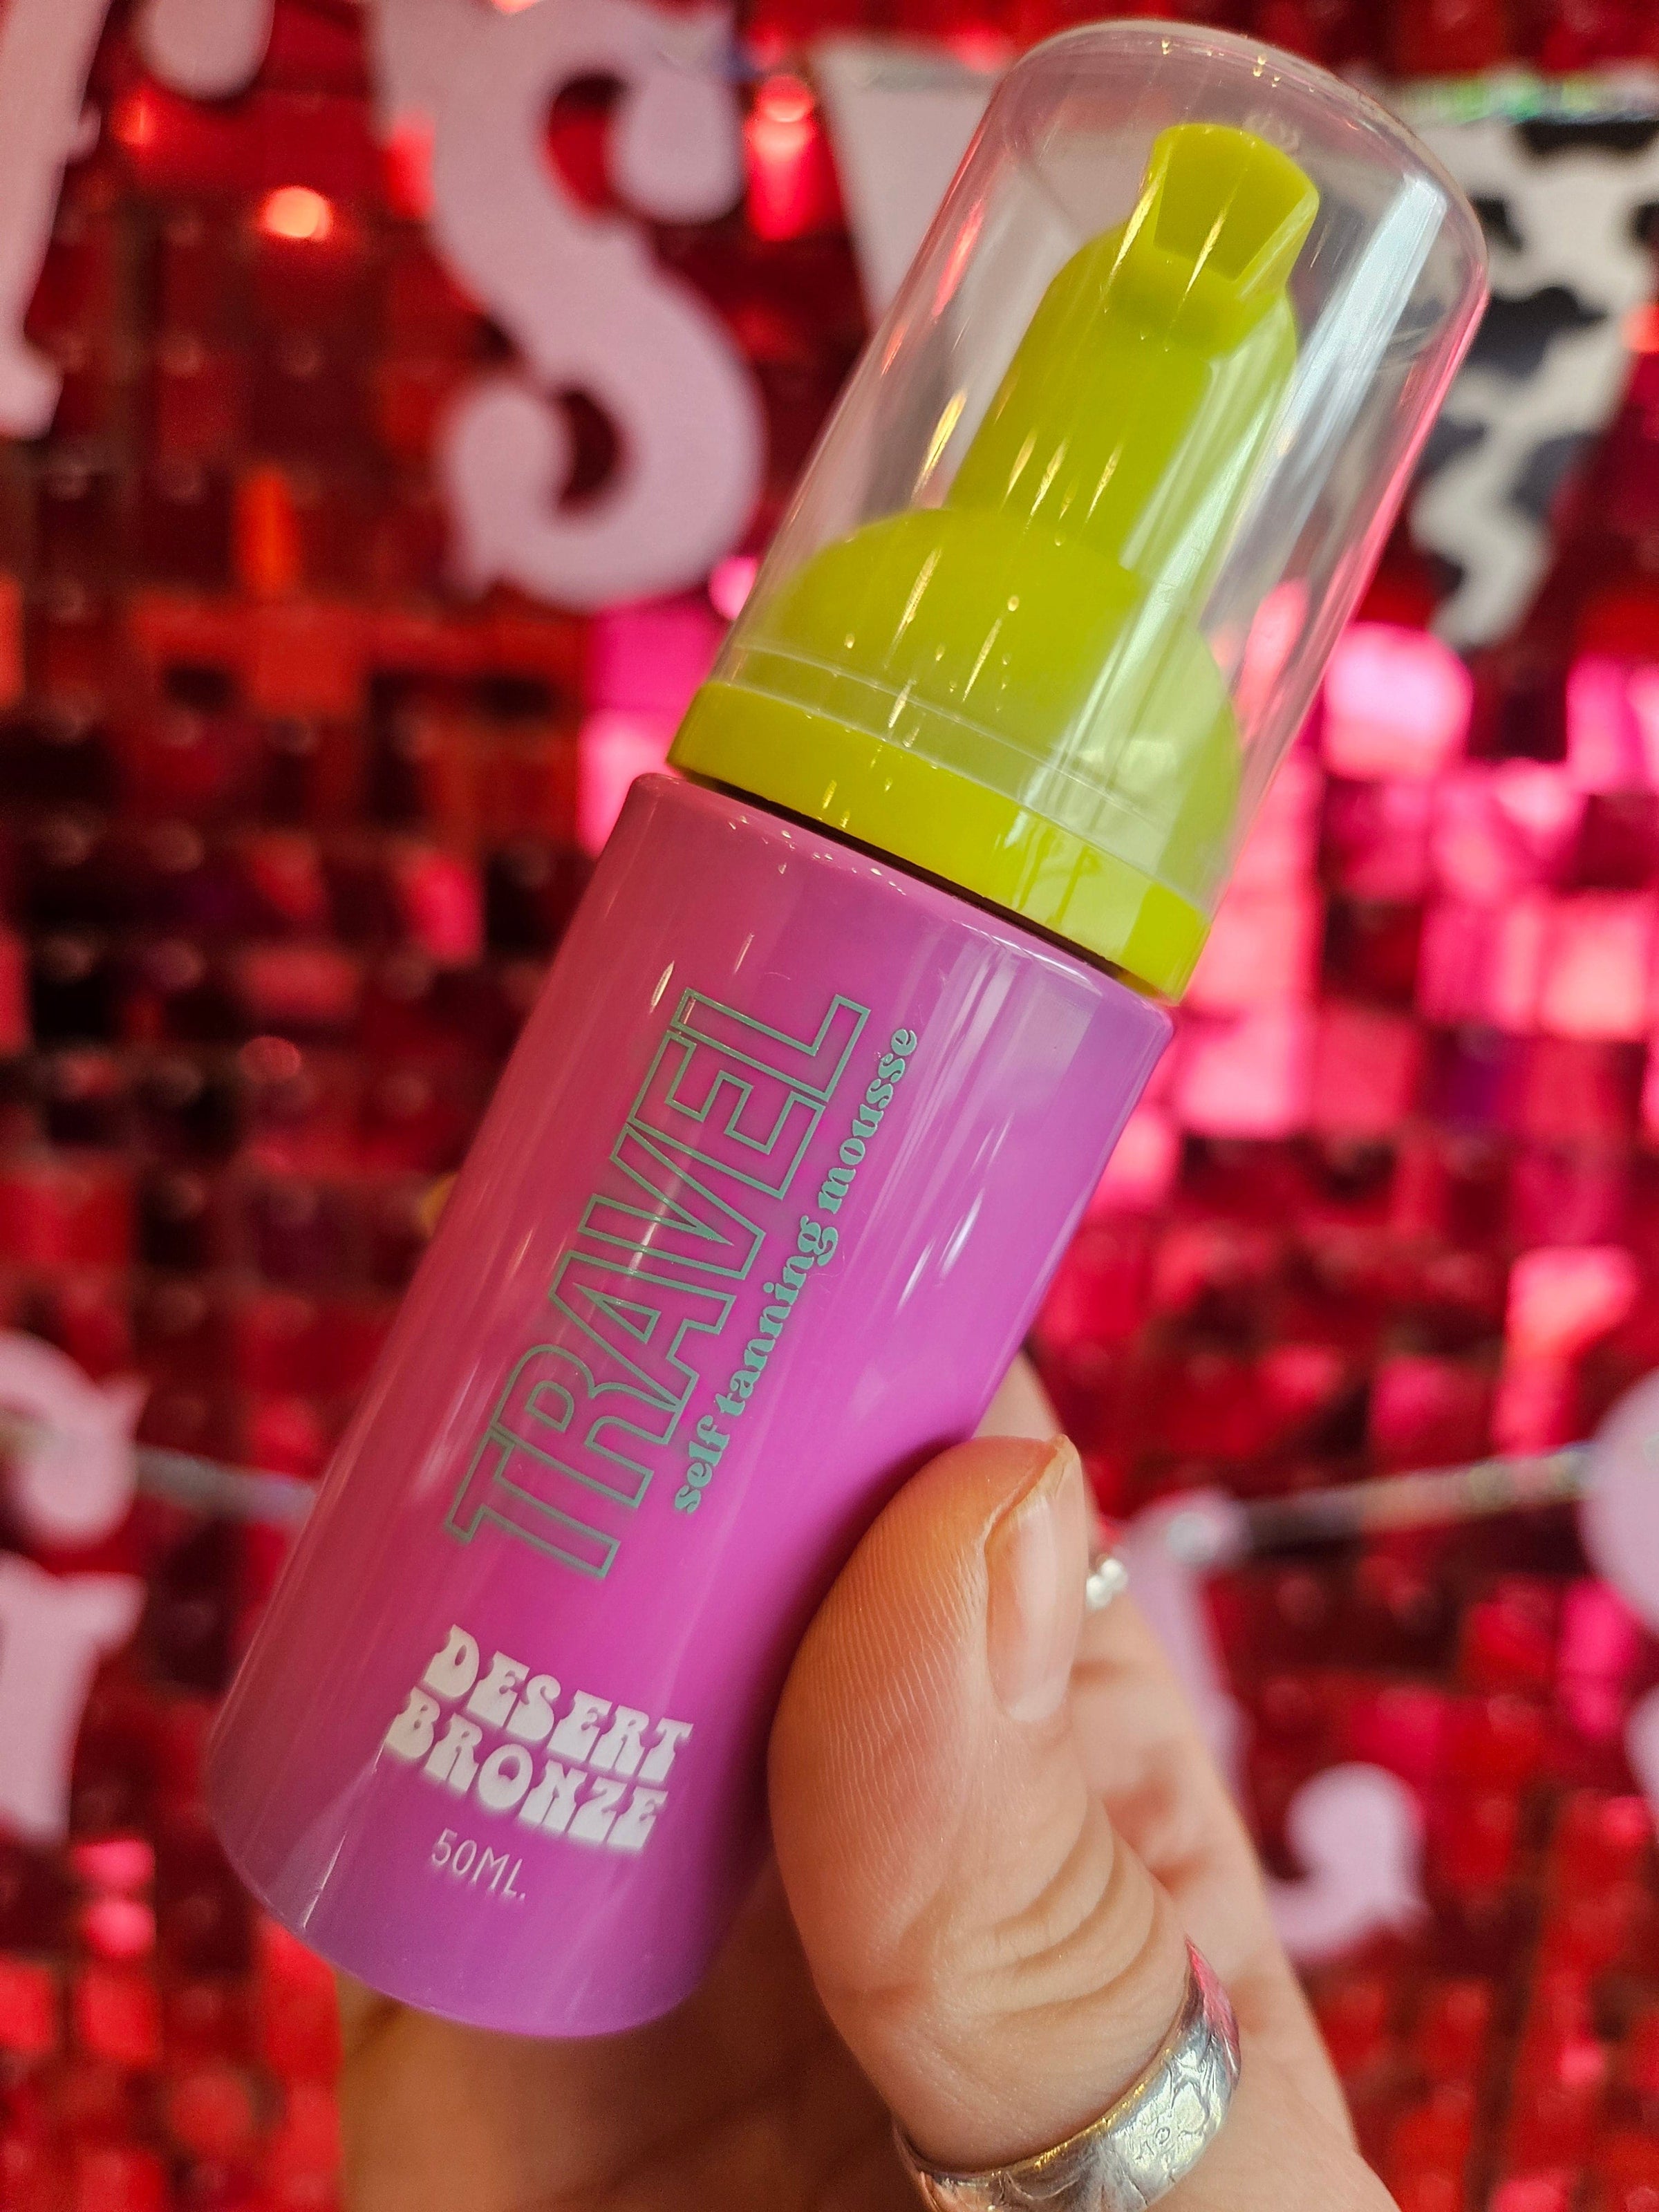 TRAVEL
self tanning mousse
DESERT
BRONZE
50ML.